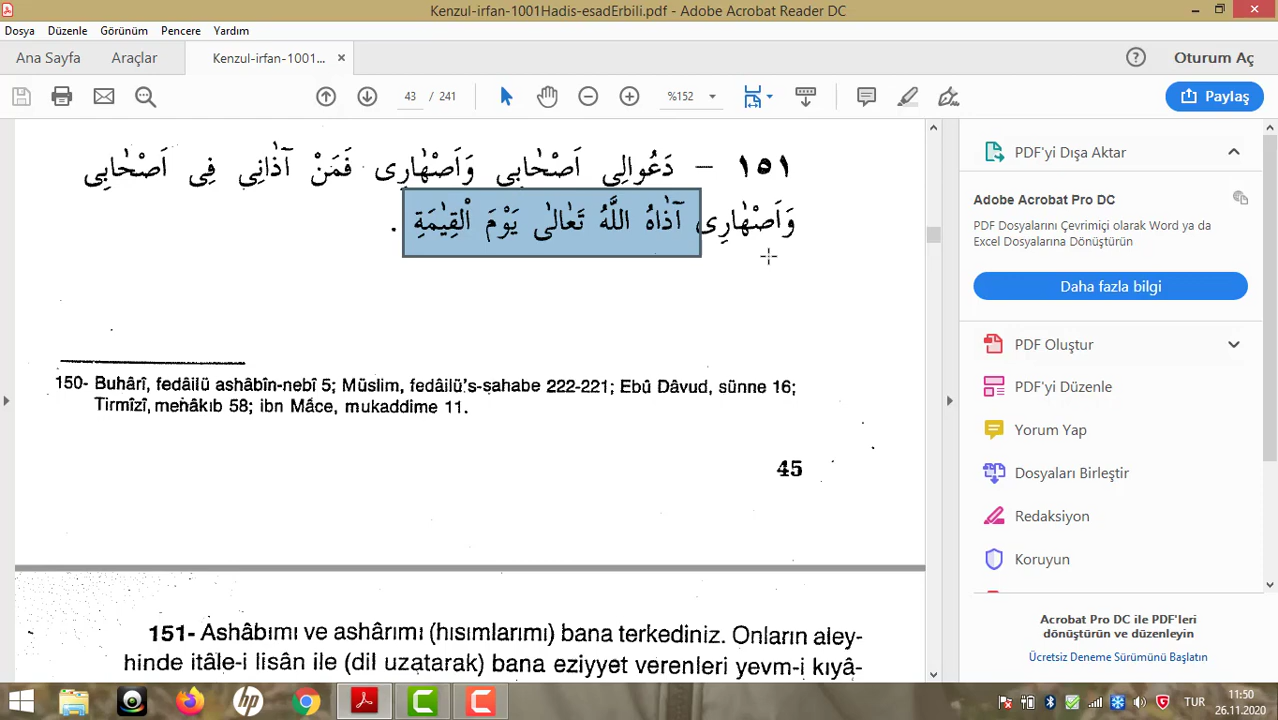 Kenzul-irfan-1001Hadis-esadErbili.pdf - Adobe Acrobat Reader DC
Dosya Düzenle Görünüm Pencere Yardım
Ana Sayfa Araçlar Kenzul-irfan-1001... × Oturum Aç
43 / 241 %152 Paylaş
١٥١ – دَعُوالِى اَصْحٰابِى وَاَصْهٰارِى فَمَنْ آذٰانِى فِى اَصْحٰابِى
وَاَصْهٰارِى آذٰاهُ اللَّهُ تَعٰالىٰ يَوْمَ الْقِيٰمَةِ .
150- Buhârî, fedâilü ashâbîn-nebî 5; Müslim, fedâilü's-sahabe 222-221; Ebû Dâvud, sünne 16;
Tirmîzî, mehâkıb 58; ibn Mâce, mukaddime 11.
45
151- Ashâbımı ve ashârımı (hısımlarımı) bana terkediniz. Onların aley-
hinde itâle-i lisân ile (dil uzatarak) bana eziyyet verenleri yevm-i kıyâ-
PDF'yi Dışa Aktar
Adobe Acrobat Pro DC
PDF Dosyalarını Çevrimiçi olarak Word ya da
Excel Dosyalarına Dönüştürün
Daha fazla bilgi
PDF Oluştur
PDF'yi Düzenle
Yorum Yap
Dosyaları Birleştir
Redaksiyon
Koruyun
Acrobat Pro DC ile PDF'leri
dönüştürün ve düzenleyin
Ücretsiz Deneme Sürümünü Başlatın
TUR
11:50
26.11.2020